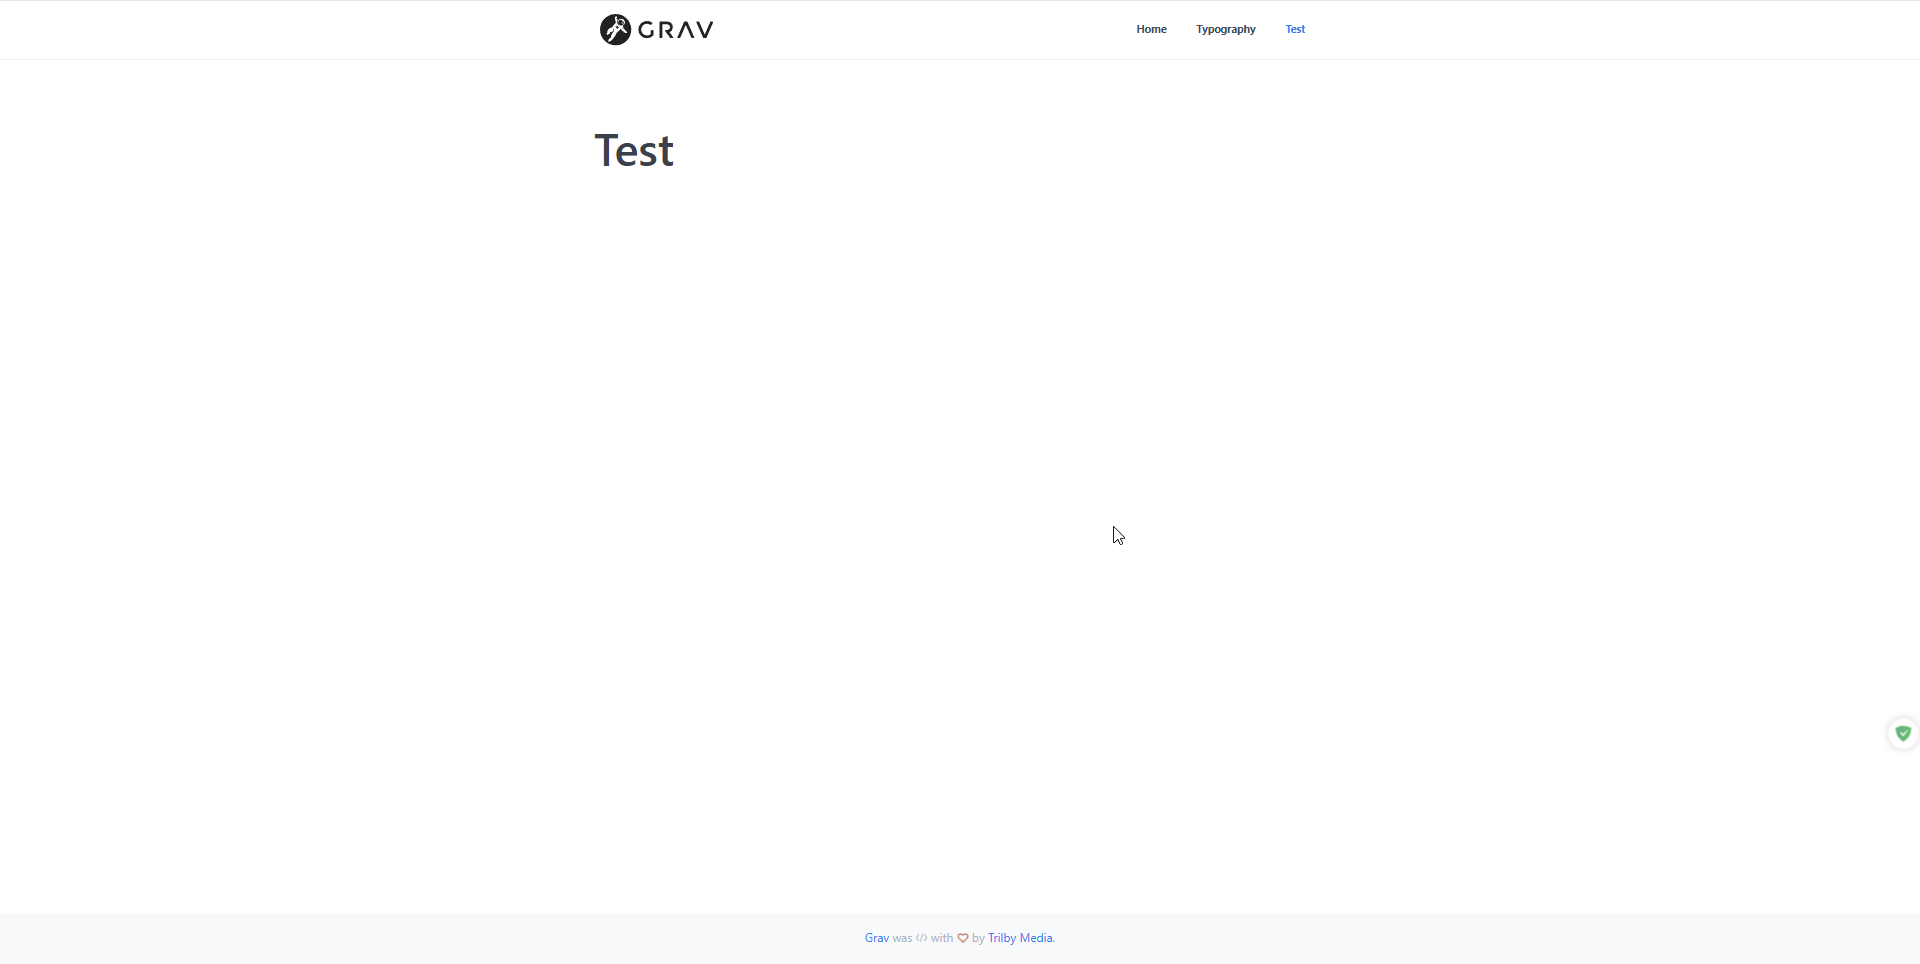 GRAV
Home Typography Test
Test
Grav was </> with ♡ by Trilby Media.